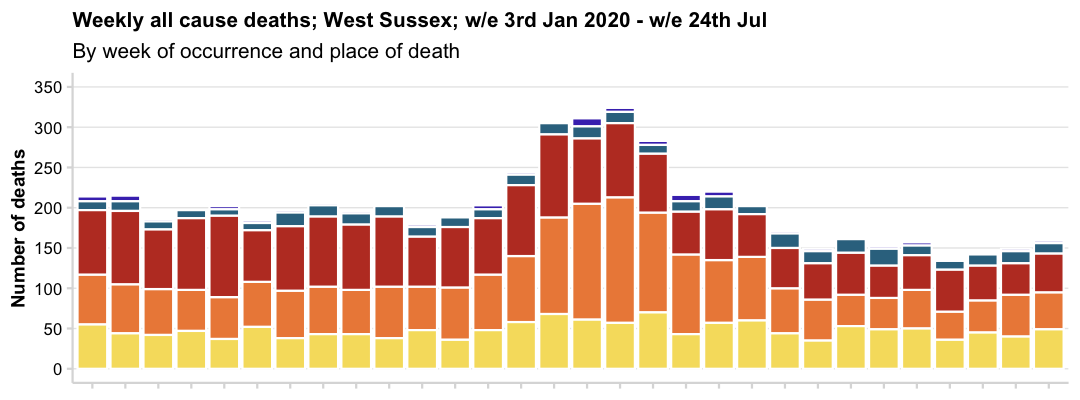 Weekly all cause deaths; West Sussex; w/e 3rd Jan 2020 - w/e 24th Jul
By week of occurrence and place of death
Number of deaths
350
300
250
200
150
100
50
0